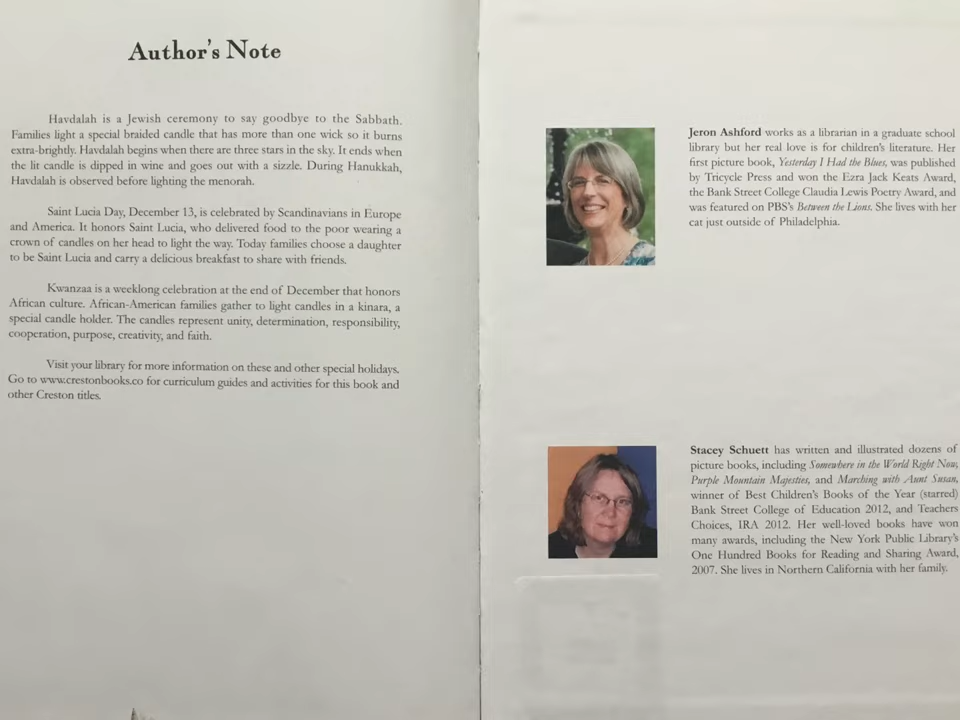 Author's Note
Havdalah is a Jewish ceremony to say goodbye to the Sabbath.
Families light a special braided candle that has more than one wick so it burns
extra-brightly. Havdalah begins when there are three stars in the sky. It ends when
the lit candle is dipped in wine and goes out with a sizzle. During Hanukkah,
Havdalah is observed before lighting the menorah.
Saint Lucia Day, December 13, is celebrated by Scandinavians in Europe
and America. It honors Saint Lucia, who delivered food to the poor wearing a
crown of candles on her head to light the way. Today families choose a daughter
to be Saint Lucia and carry a delicious breakfast to share with friends.
Kwanzaa is a weeklong celebration at the end of December that honors
African culture. African-American families gather to light candles in a kinara, a
special candle holder. The candles represent unity, determination, responsibility,
cooperation, purpose, creativity, and faith.
Visit your library for more information on these and other special holidays.
Go to www.crestonbooks.co for curriculum guides and activities for this book and
other Creston titles.
Jeron Ashford works as a librarian in a graduate school
library but her real love is for children's literature. Her
first picture book, Yesterday I Had the Blues, was published
by Tricycle Press and won the Ezra Jack Keats Award,
the Bank Street College Claudia Lewis Poetry Award, and
was featured on PBS's Between the Lions. She lives with her
cat just outside of Philadelphia.
Stacey Schuett has written and illustrated dozens of
picture books, including Somewhere in the World Right Now,
Purple Mountain Majesties, and Marching with Aunt Susan,
winner of Best Children's Books of the Year (starred)
Bank Street College of Education 2012, and Teachers
Choices, IRA 2012. Her well-loved books have won
many awards, including the New York Public Library's
One Hundred Books for Reading and Sharing Award,
2007. She lives in Northern California with her family.